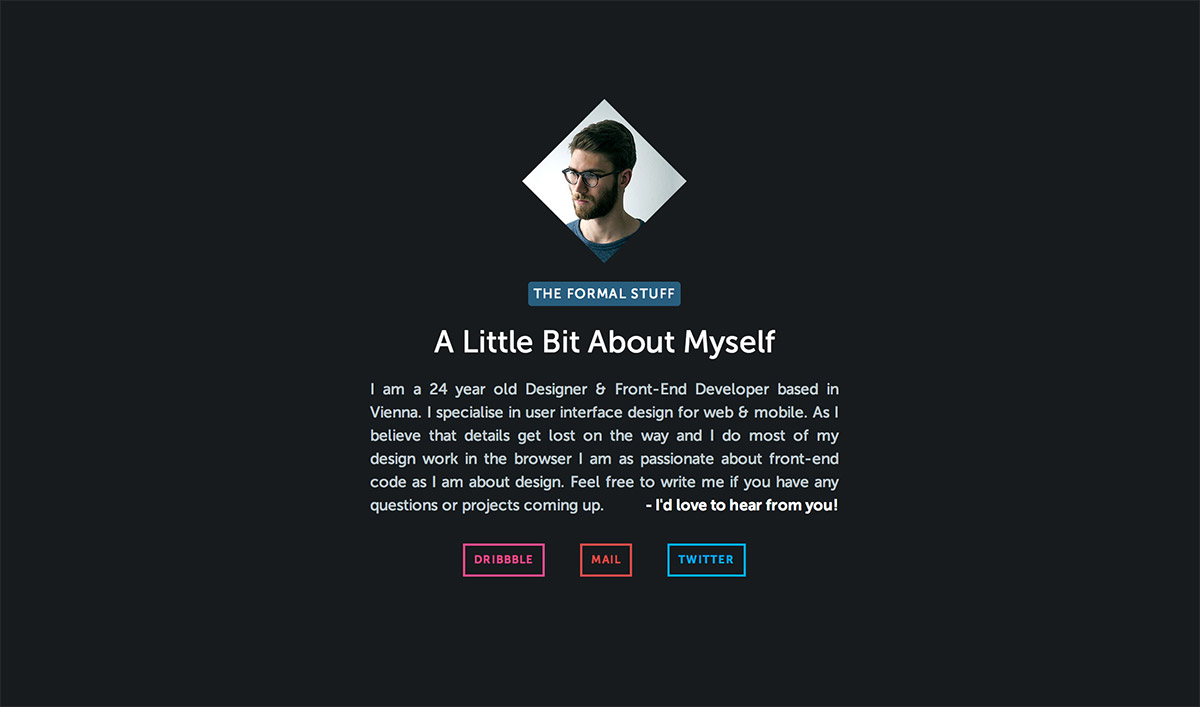 THE FORMAL STUFF
A Little Bit About Myself
I am a 24 year old Designer & Front-End Developer based in
Vienna. I specialise in user interface design for web & mobile. As I
believe that details get lost on the way and I do most of my
design work in the browser I am as passionate about front-end
code as I am about design. Feel free to write me if you have any
questions or projects coming up. - I'd love to hear from you!
DRIBBBLE MAIL TWITTER